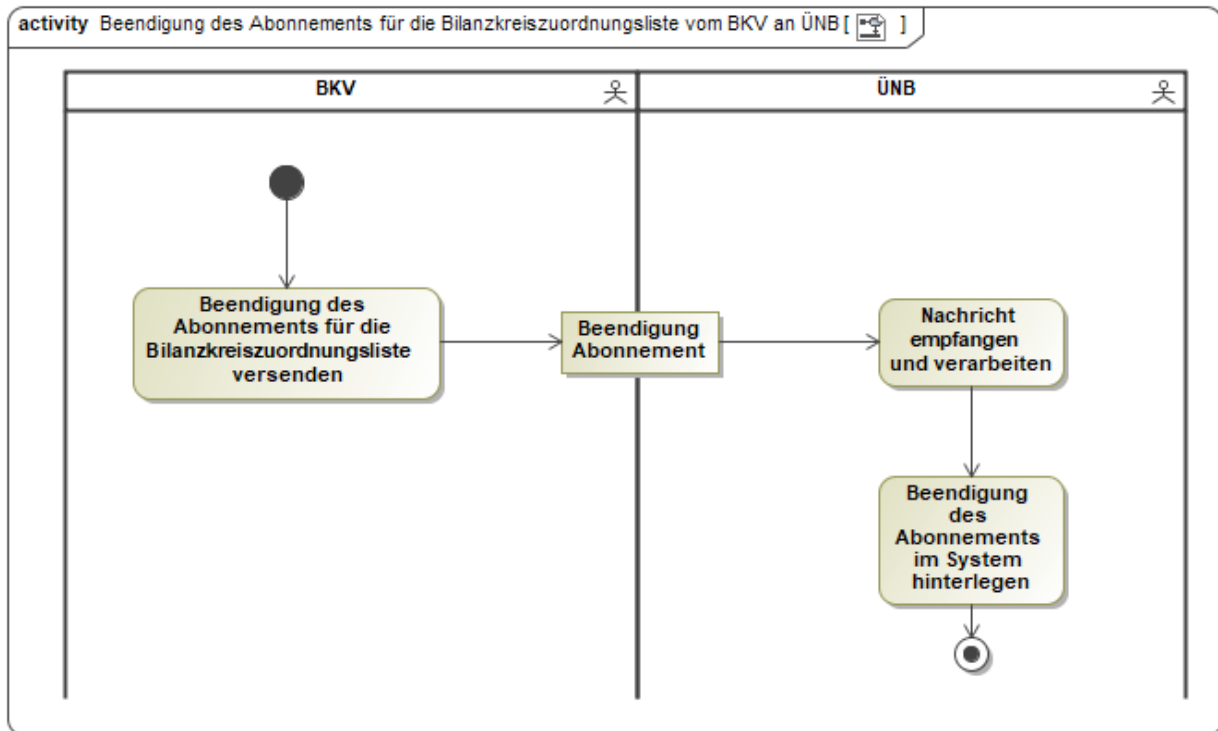 activity Beendigung des Abonnements für die Bilanzkreiszuordnungsliste vom BKV an ÜNB [ ]
BKV
ÜNB
Beendigung des
Abonnements für die
Bilanzkreiszuordnungsliste
versenden
Beendigung
Abonnement
Nachricht
empfangen
und verarbeiten
Beendigung
des
Abonnements
im System
hinterlegen